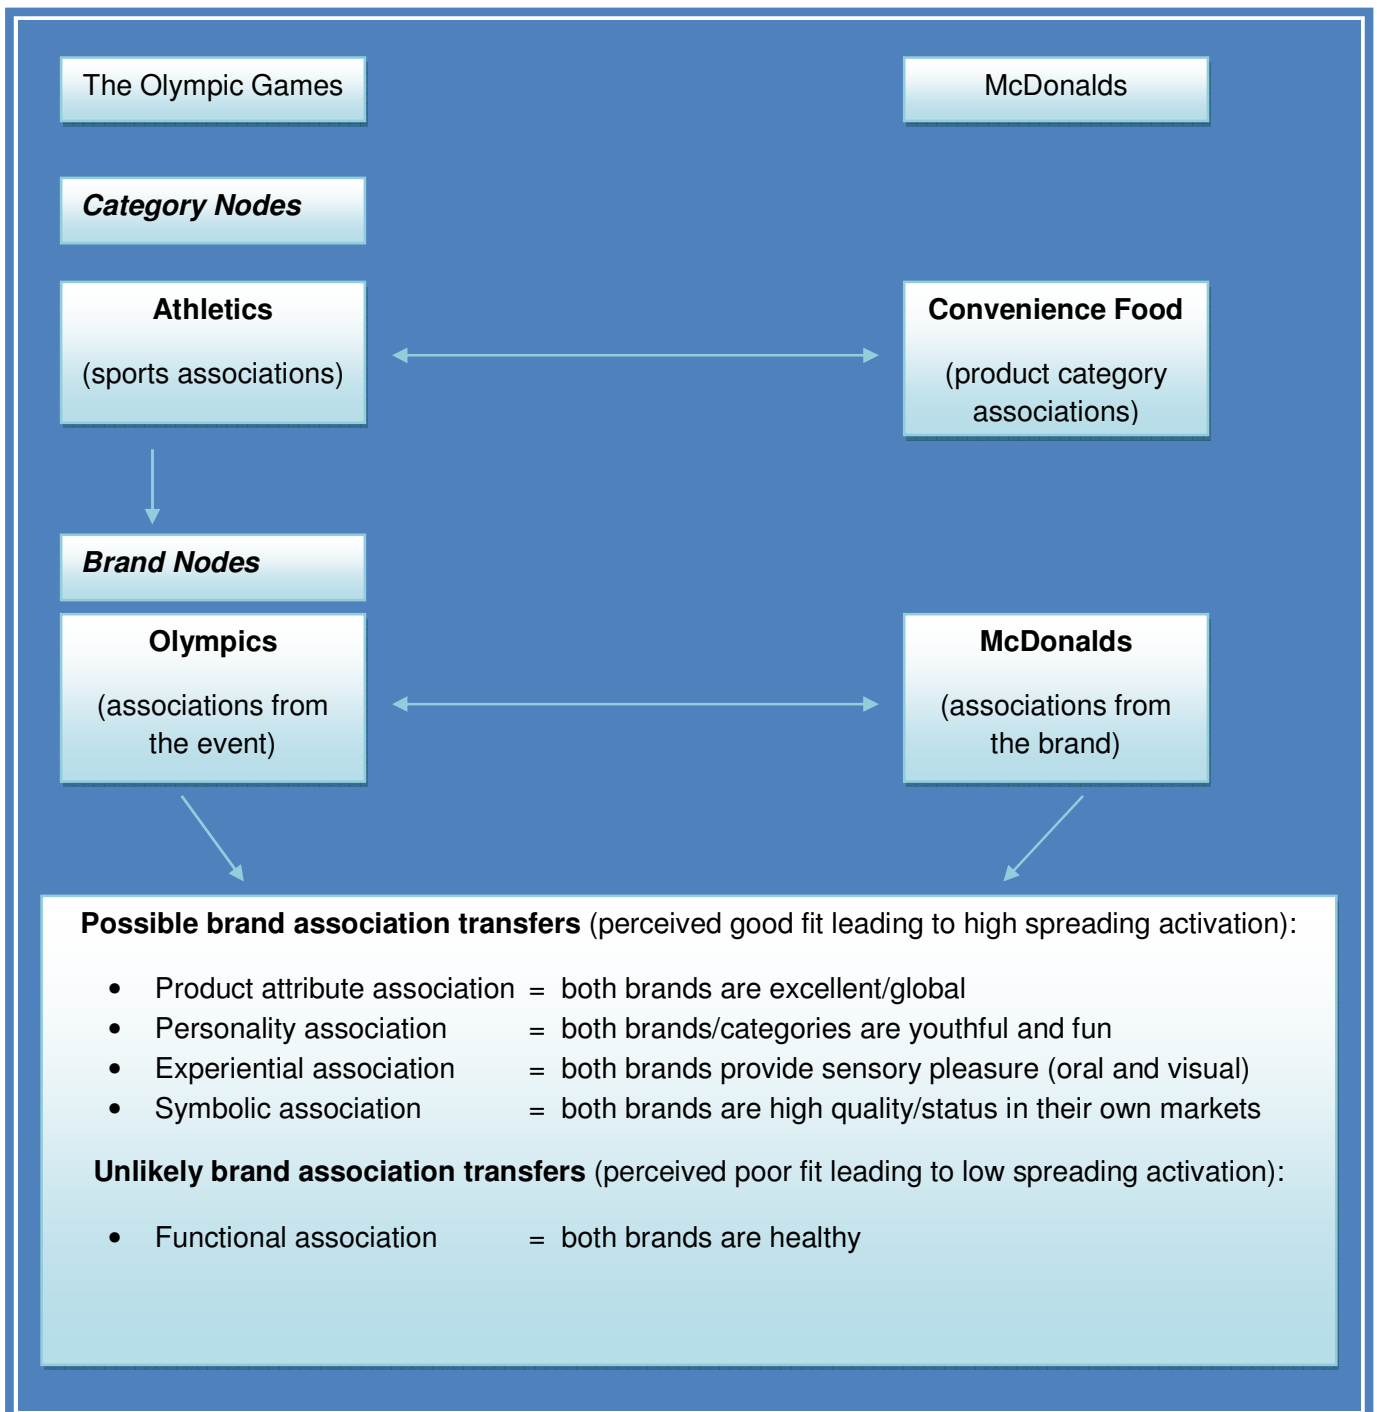 The Olympic Games
McDonalds
Category Nodes
Athletics
(sports associations)
Convenience Food
(product category
associations)
Brand Nodes
Olympics
(associations from
the event)
McDonalds
(associations from
the brand)
Possible brand association transfers (perceived good fit leading to high spreading activation):
• Product attribute association = both brands are excellent/global
• Personality association = both brands/categories are youthful and fun
• Experiential association = both brands provide sensory pleasure (oral and visual)
• Symbolic association = both brands are high quality/status in their own markets
Unlikely brand association transfers (perceived poor fit leading to low spreading activation):
• Functional association = both brands are healthy